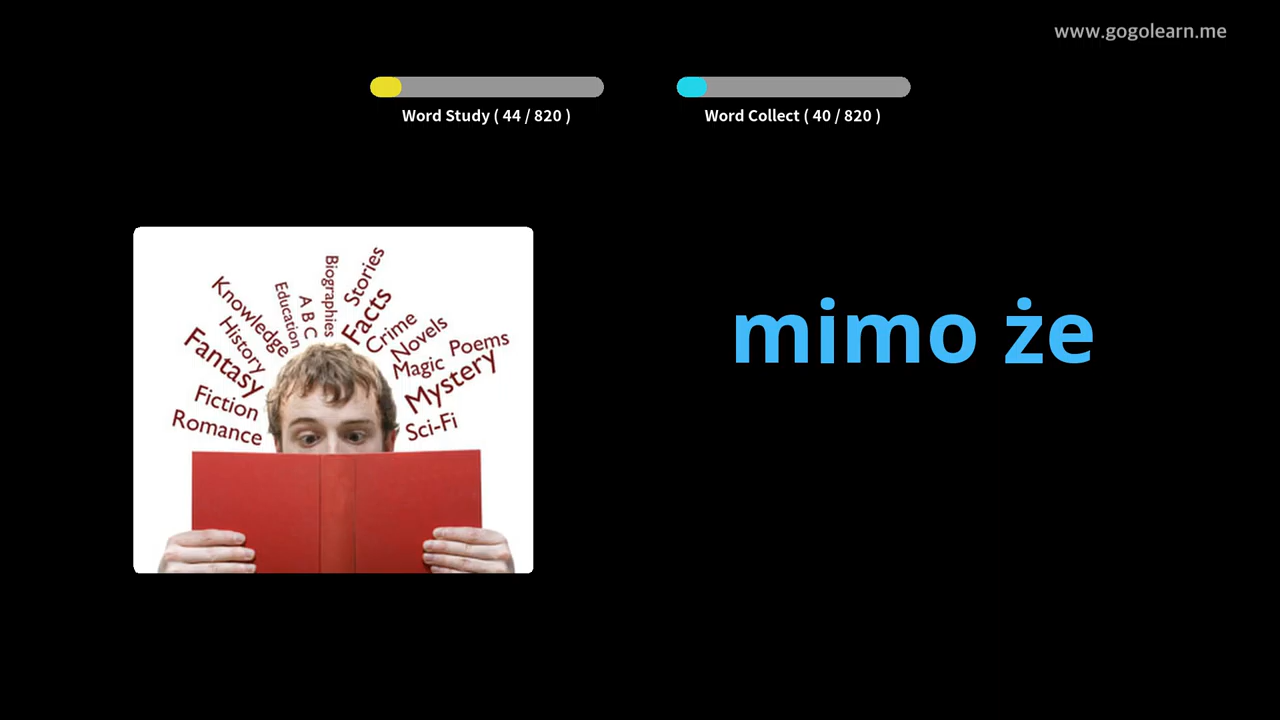 www.gogolearn.me
Word Study ( 44 / 820 )
Word Collect ( 40 / 820 )
mimo że
Biographies
Stories
Education
A B C
Facts
Knowledge
Crime
History
Novels
Fantasy
Magic
Poems
Mystery
Fiction
Romance
Sci-Fi